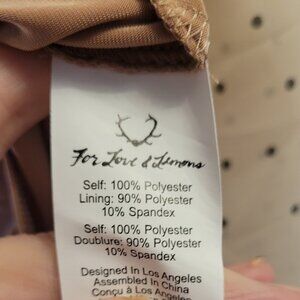 For Love & Lemons
Self: 100% Polyester
Lining: 90% Polyester
10% Spandex
Self: 100% Polyester
Doublure: 90% Polyester
10% Spandex
Designed In Los Angeles
Assembled In China
Conçu à Los Angeles